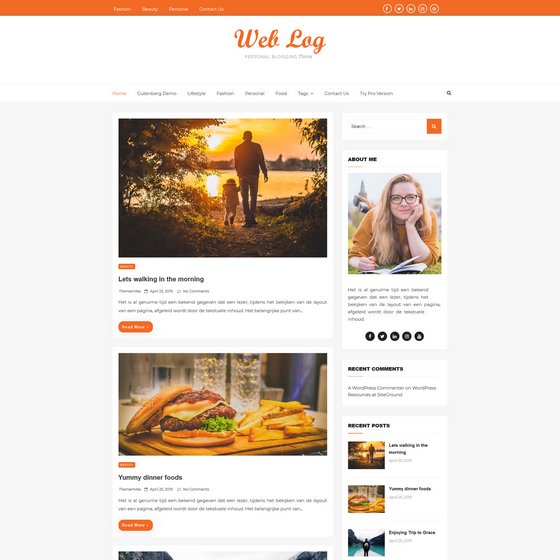 Fashion Beauty Personal Contact Us
Web Log
PERSONAL BLOGGING Theme
Home Gutenberg Demo Lifestyle Fashion Personal Food Tags Contact Us Try Pro Version
Search ...
BEAUTY
Lets walking in the morning
Thememiles April 25, 2019 No Comments
Het is al geruime tijd een bekend gegeven dat een lezer, tijdens het bekijken van de layout
van een pagina, afgeleid wordt door de tekstuele inhoud. Het belangrijke punt van...
Read More
BEAUTY
Yummy dinner foods
Thememiles April 25, 2019 No Comments
Het is al geruime tijd een bekend gegeven dat een lezer, tijdens het bekijken van de layout
van een pagina, afgeleid wordt door de tekstuele inhoud. Het belangrijke punt van...
Read More
ABOUT ME
Het is al geruime tijd een bekend
gegeven dat een lezer, tijdens het
bekijken van de layout van een pagina,
afgeleid wordt door de tekstuele
inhoud.
RECENT COMMENTS
A WordPress Commenter on WordPress
Resources at SiteGround
RECENT POSTS
Lets walking in the
morning
April 25, 2019
Yummy dinner foods
April 25, 2019
Enjoying Trip to Grace
April 25, 2019